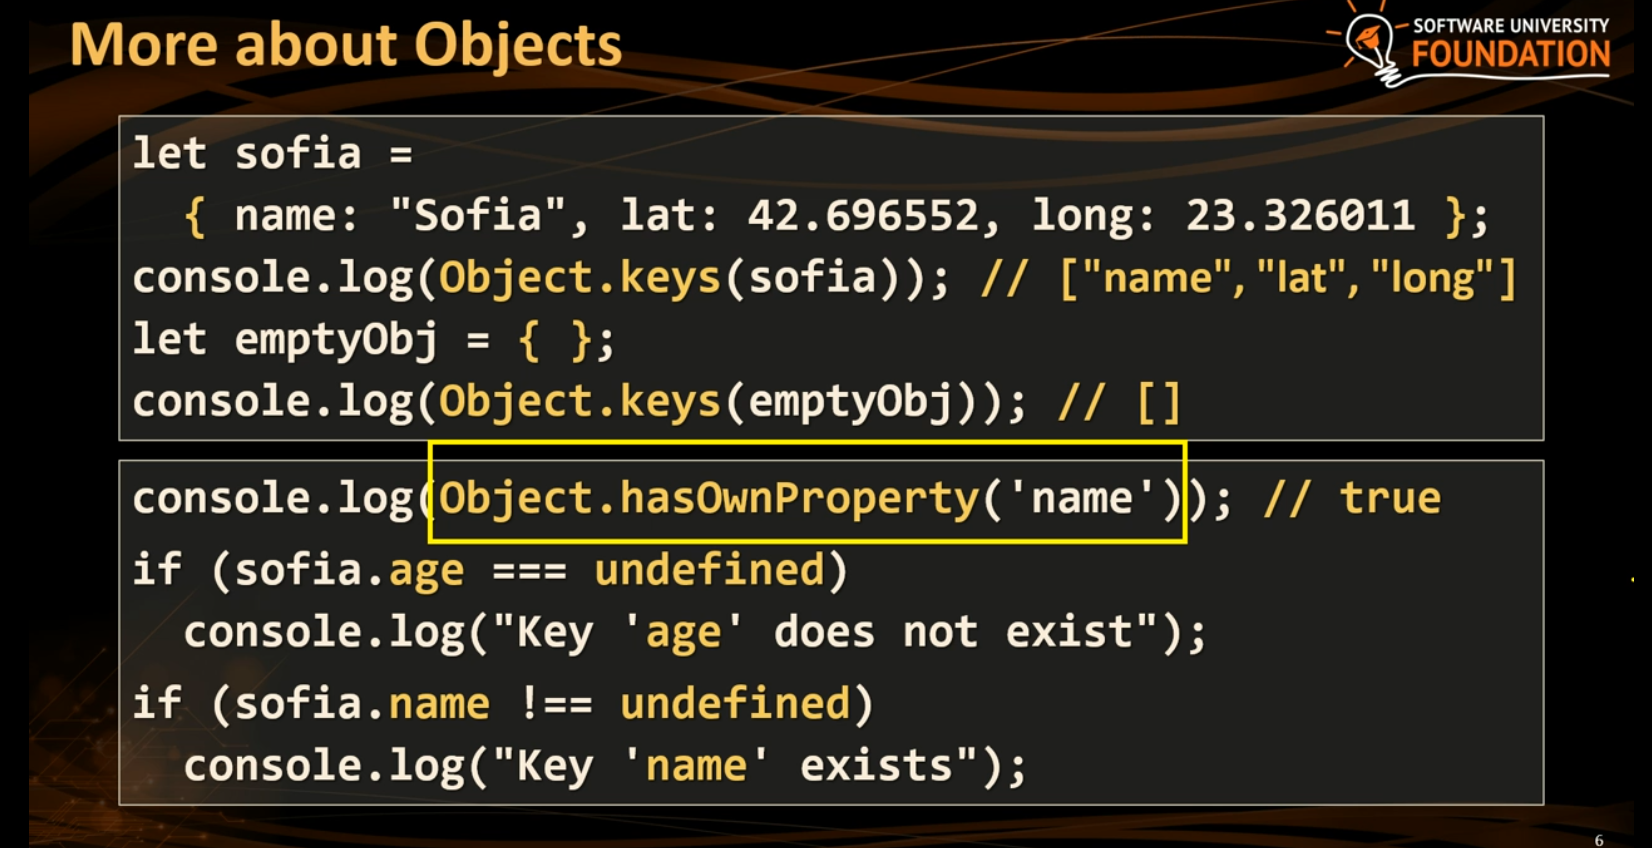 More about Objects
SOFTWARE UNIVERSITY
FOUNDATION
let sofia =
{ name: "Sofia", lat: 42.696552, long: 23.326011 };
console.log(Object.keys(sofia)); // ["name", "lat", "long"]
let emptyObj = { };
console.log(Object.keys(emptyObj)); // []
console.log(Object.hasOwnProperty('name')); // true
if (sofia.age === undefined)
console.log("Key 'age' does not exist");
if (sofia.name !== undefined)
console.log("Key 'name' exists");
6